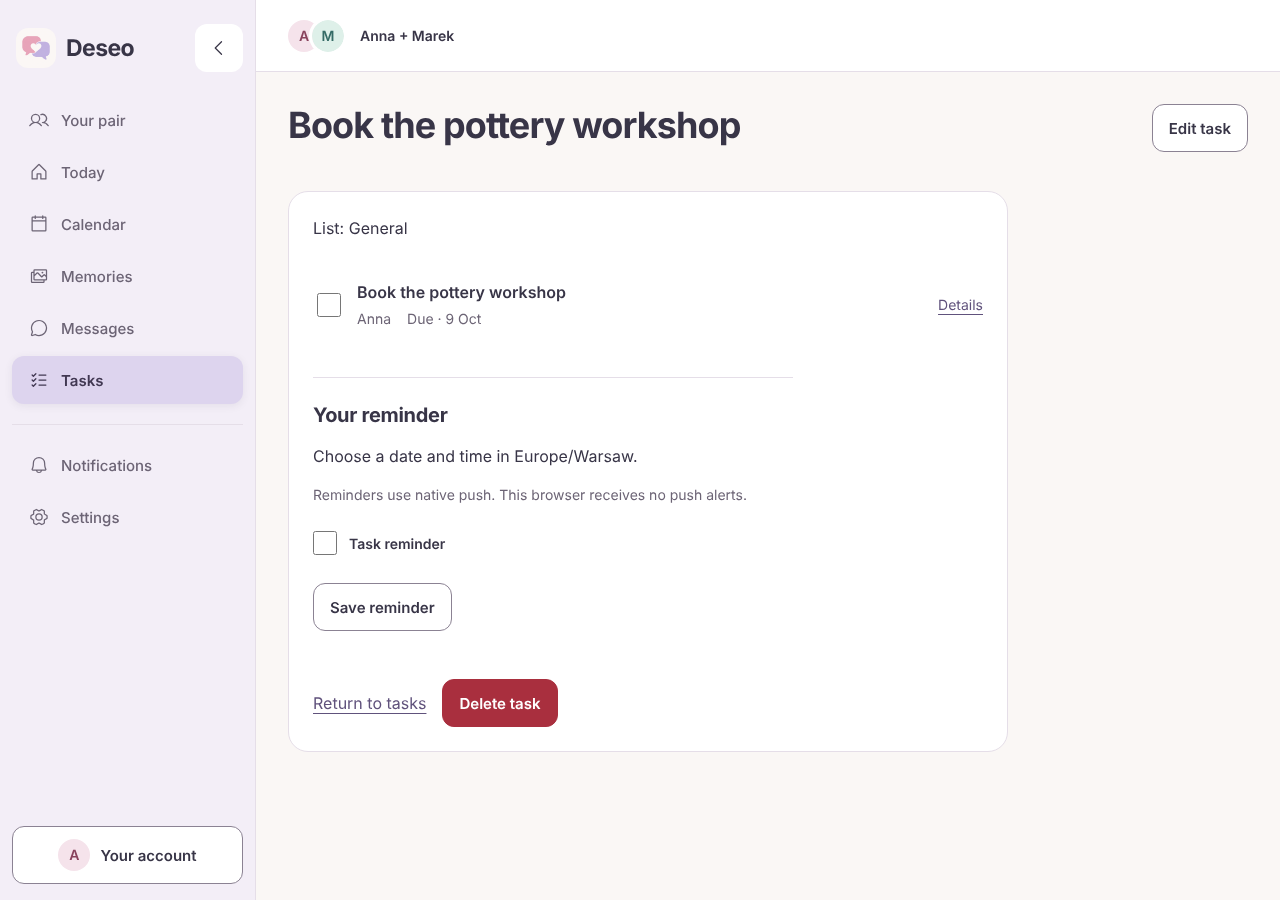 Deseo
Your pair
Today
Calendar
Memories
Messages
Tasks
Notifications
Settings
A Your account
A M Anna + Marek
Book the pottery workshop
Edit task
List: General
Book the pottery workshop
Anna Due · 9 Oct
Details
Your reminder
Choose a date and time in Europe/Warsaw.
Reminders use native push. This browser receives no push alerts.
Task reminder
Save reminder
Return to tasks
Delete task